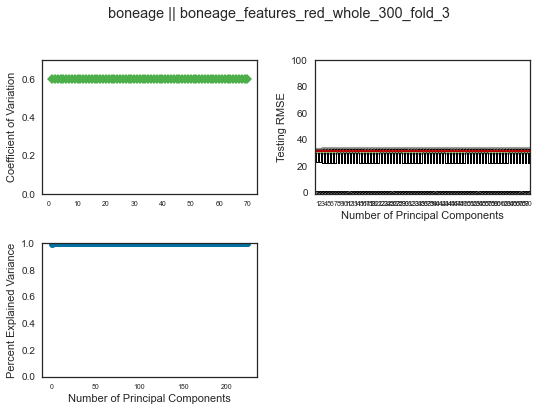 boneage || boneage_features_red_whole_300_fold_3
Coefficient of Variation
0.6
0.4
0.2
0.0
0 10 20 30 40 50 60 70
Testing RMSE
100
80
60
40
20
0
Number of Principal Components
Percent Explained Variance
1.0
0.8
0.6
0.4
0.2
0.0
0 50 100 150 200
Number of Principal Components